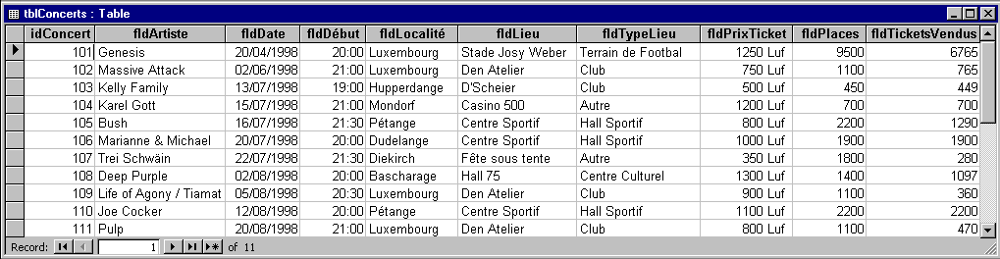 tblConcerts : Table
idConcert fldArtiste fldDate fldDébut fldLocalité fldLieu fldTypeLieu fldPrixTicket fldPlaces fldTicketsVendus
101 Genesis 20/04/1998 20:00 Luxembourg Stade Josy Weber Terrain de Footbal 1250 Luf 9500 6765
102 Massive Attack 02/06/1998 21:00 Luxembourg Den Atelier Club 750 Luf 1100 765
103 Kelly Family 13/07/1998 19:00 Hupperdange D'Scheier Club 500 Luf 450 449
104 Karel Gott 15/07/1998 21:00 Mondorf Casino 500 Autre 1200 Luf 700 700
105 Bush 16/07/1998 21:30 Pétange Centre Sportif Hall Sportif 800 Luf 2200 1290
106 Marianne & Michael 20/07/1998 20:00 Dudelange Centre Sportif Hall Sportif 1000 Luf 1900 1900
107 Trei Schwäin 22/07/1998 21:30 Diekirch Fête sous tente Autre 350 Luf 1800 280
108 Deep Purple 02/08/1998 20:00 Bascharage Hall 75 Centre Culturel 1300 Luf 1400 1097
109 Life of Agony / Tiamat 05/08/1998 20:30 Luxembourg Den Atelier Club 900 Luf 1100 360
110 Joe Cocker 12/08/1998 20:00 Pétange Centre Sportif Hall Sportif 1100 Luf 2200 2200
111 Pulp 20/08/1998 21:00 Luxembourg Den Atelier Club 800 Luf 1100 470
Record: 1 of 11